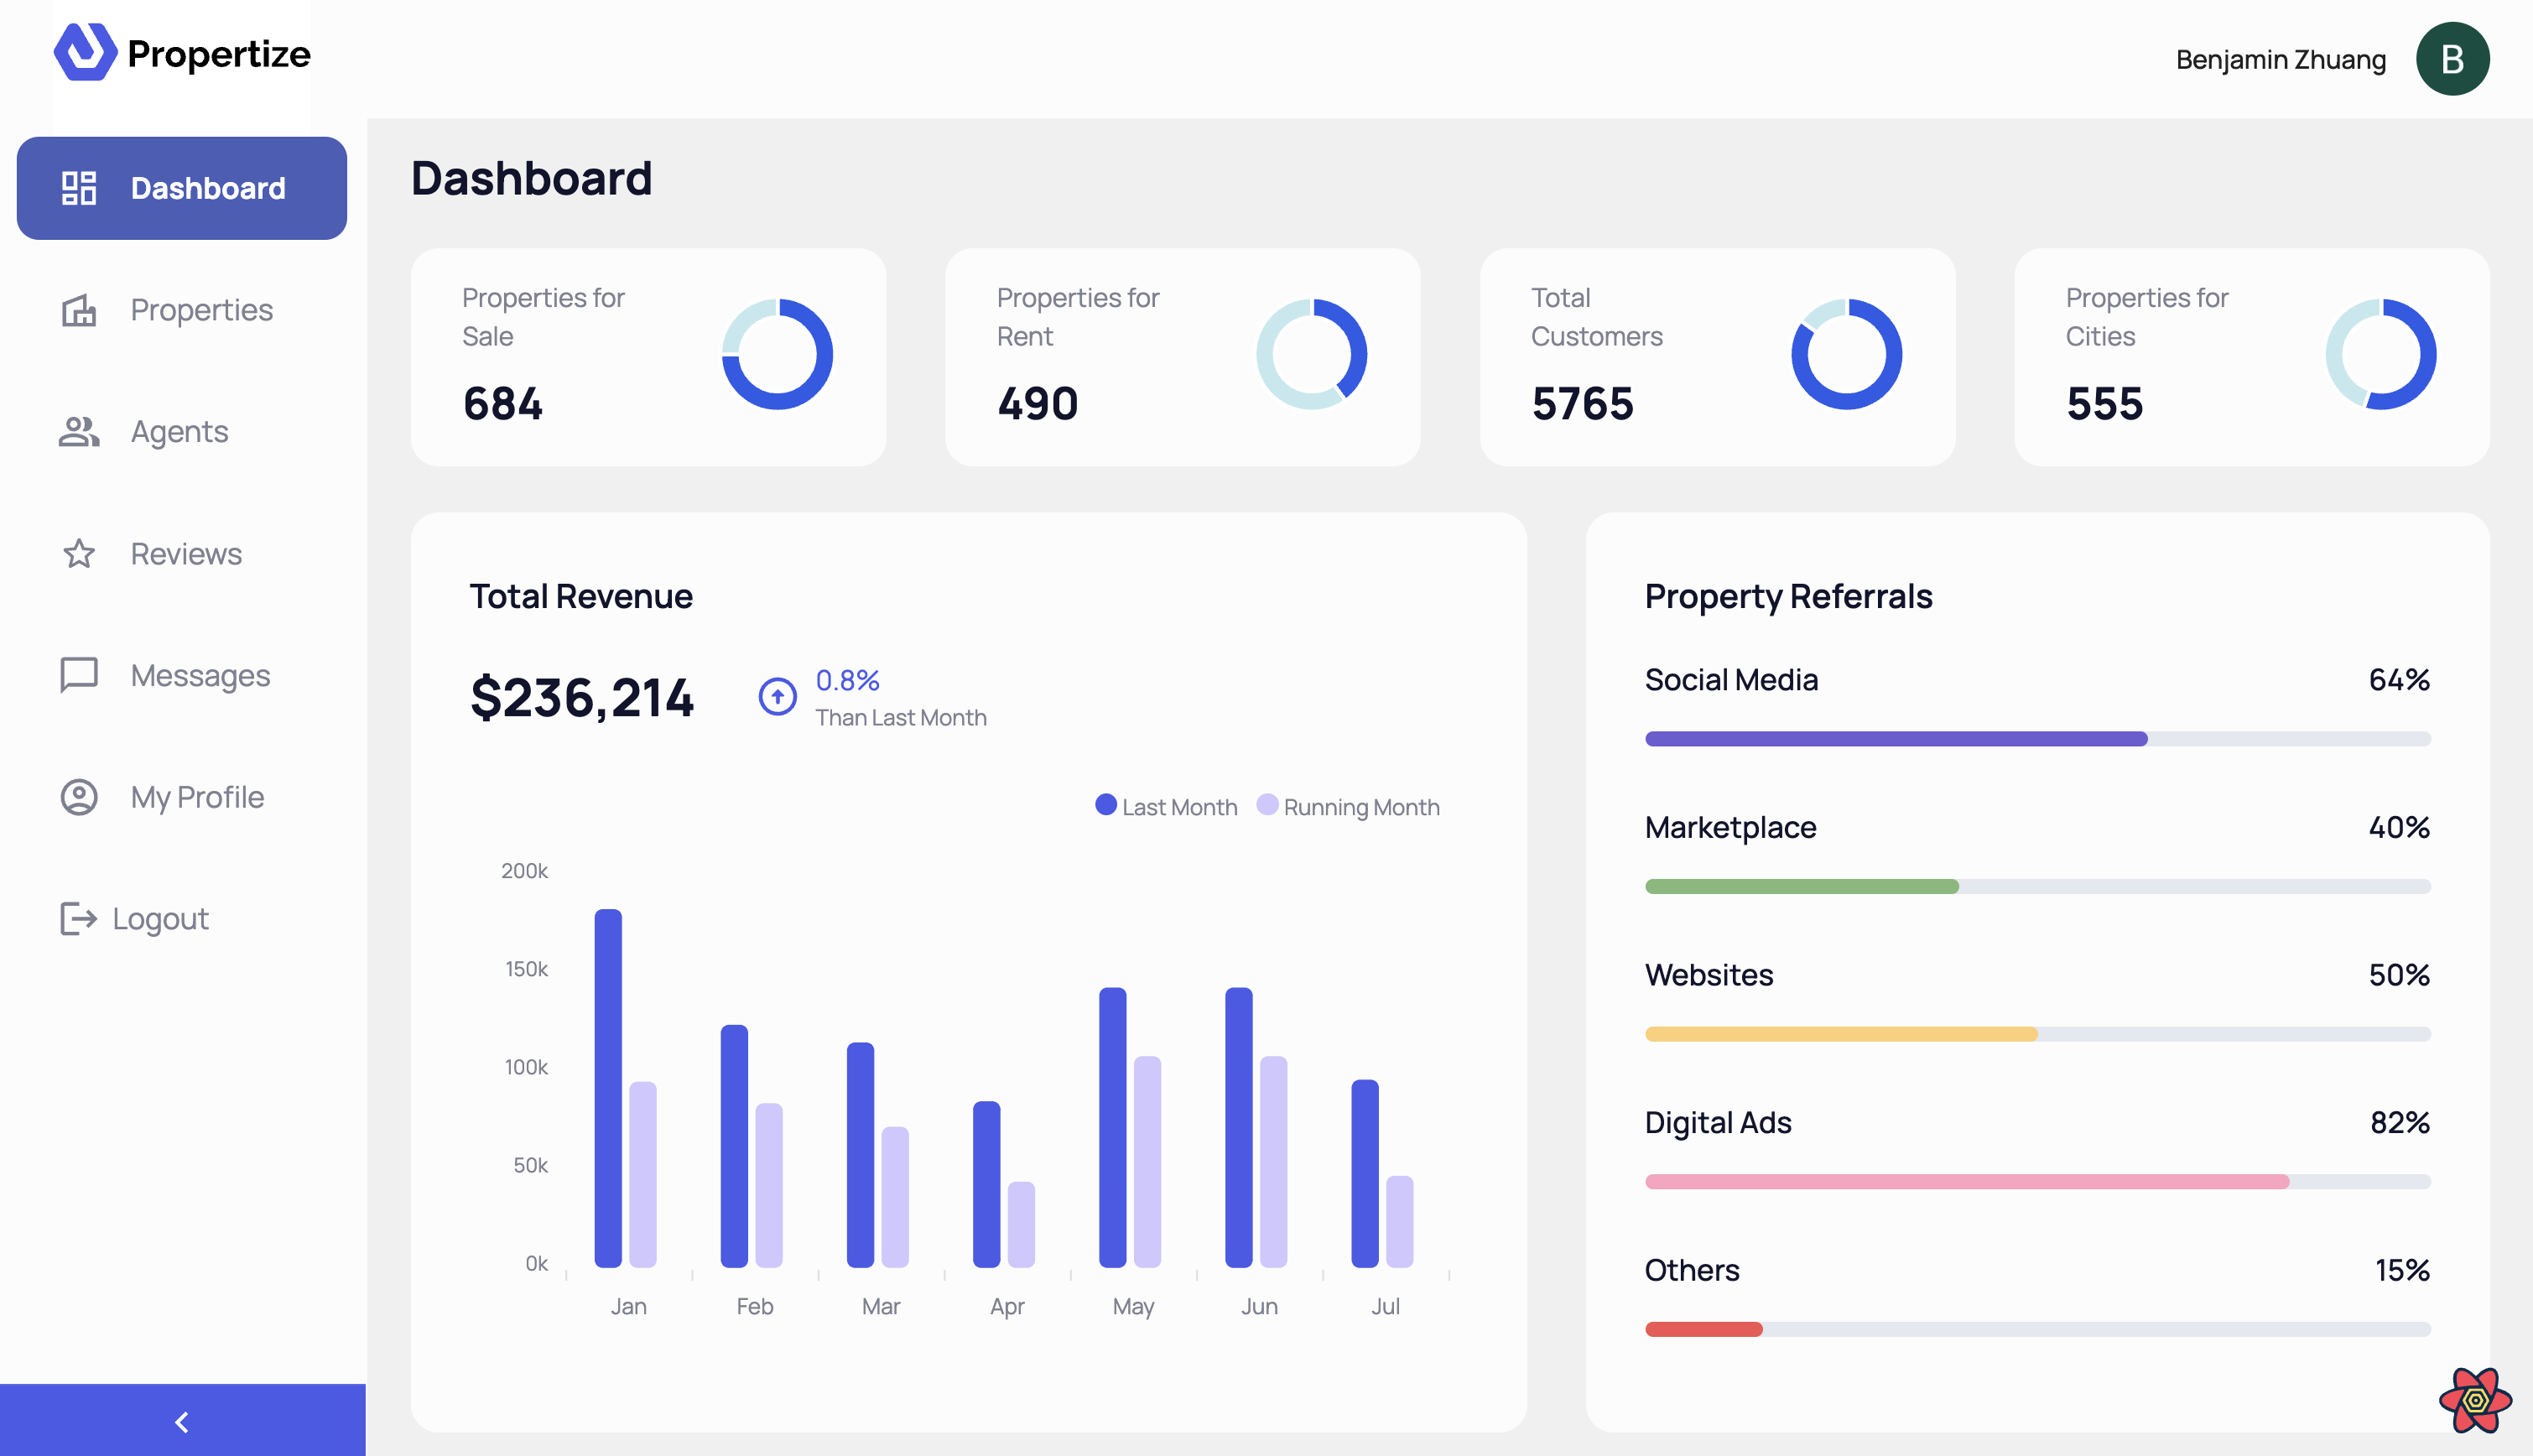 Propertize
Benjamin Zhuang
B
Dashboard
Properties
Agents
Reviews
Messages
My Profile
Logout
Dashboard
Properties for
Sale
684
Properties for
Rent
490
Total
Customers
5765
Properties for
Cities
555
Total Revenue
$236,214
0.8%
Than Last Month
Last Month
Running Month
200k
150k
100k
50k
0k
Jan
Feb
Mar
Apr
May
Jun
Jul
Property Referrals
Social Media
64%
Marketplace
40%
Websites
50%
Digital Ads
82%
Others
15%